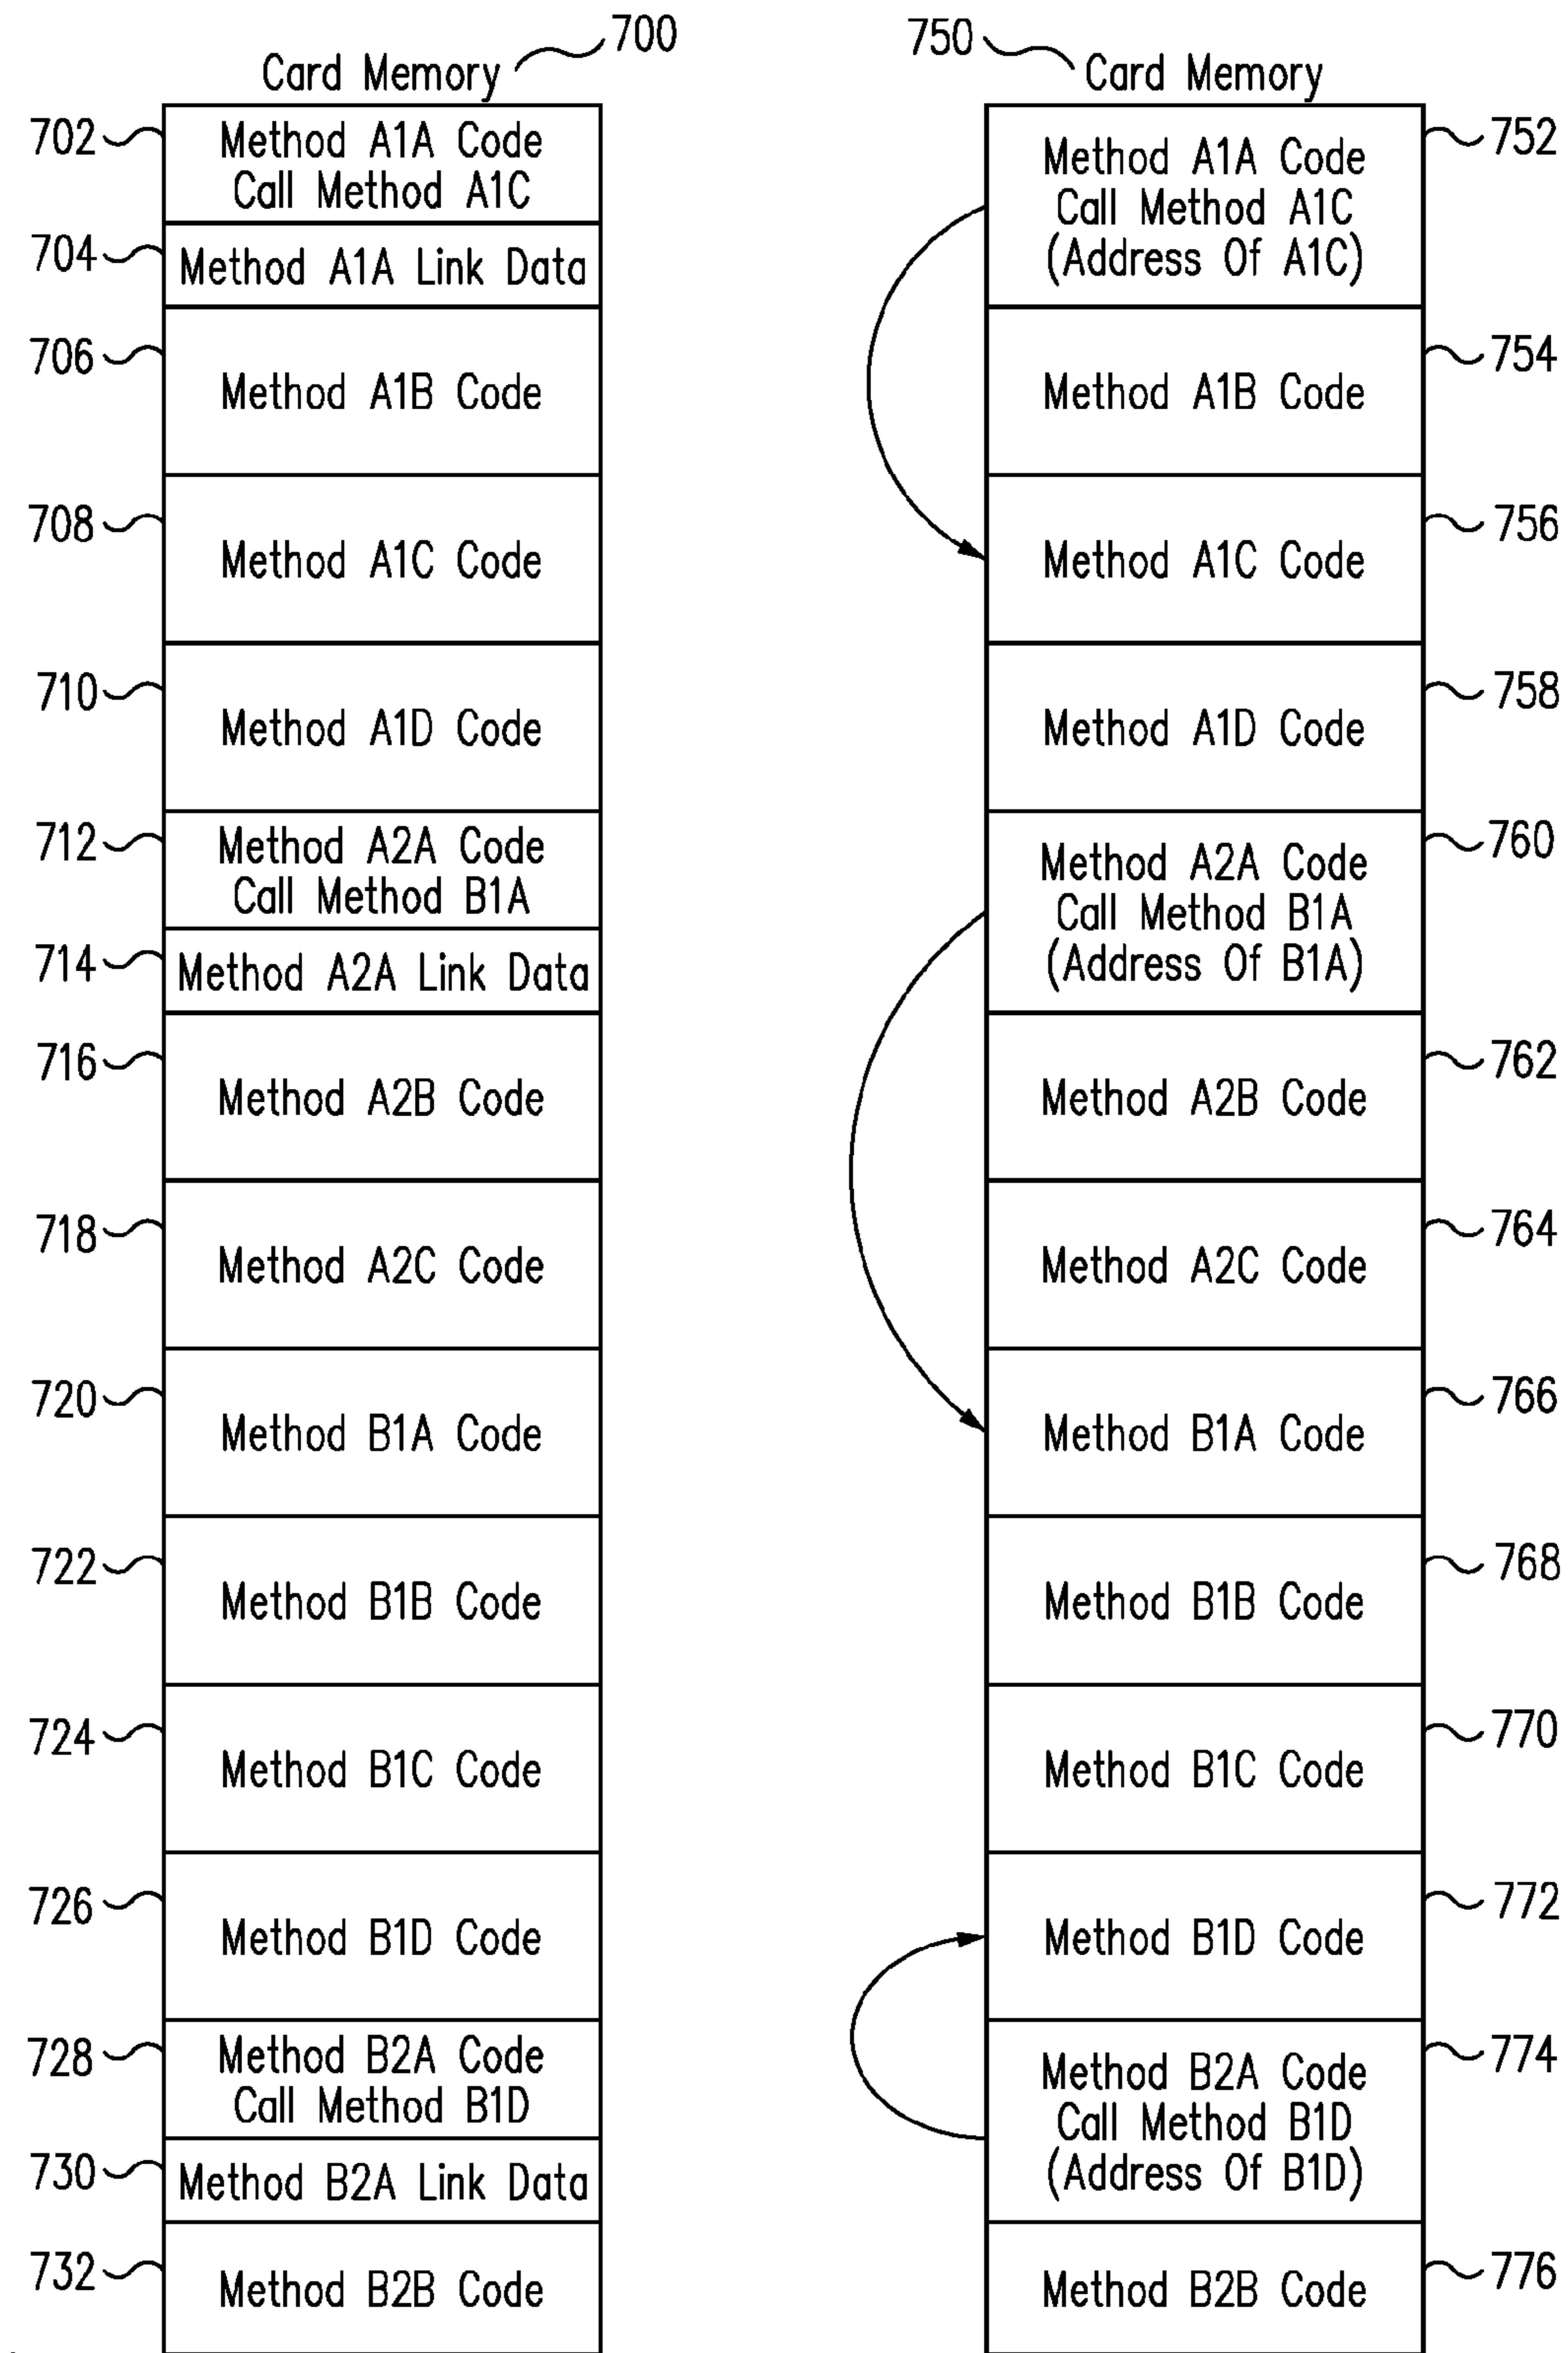 700
Card Memory
702
Method A1A Code
Call Method A1C
704
Method A1A Link Data
706
Method A1B Code
708
Method A1C Code
710
Method A1D Code
712
Method A2A Code
Call Method B1A
714
Method A2A Link Data
716
Method A2B Code
718
Method A2C Code
720
Method B1A Code
722
Method B1B Code
724
Method B1C Code
726
Method B1D Code
728
Method B2A Code
Call Method B1D
730
Method B2A Link Data
732
Method B2B Code
750
Card Memory
752
Method A1A Code
Call Method A1C
(Address Of A1C)
754
Method A1B Code
756
Method A1C Code
758
Method A1D Code
760
Method A2A Code
Call Method B1A
(Address Of B1A)
762
Method A2B Code
764
Method A2C Code
766
Method B1A Code
768
Method B1B Code
770
Method B1C Code
772
Method B1D Code
774
Method B2A Code
Call Method B1D
(Address Of B1D)
776
Method B2B Code